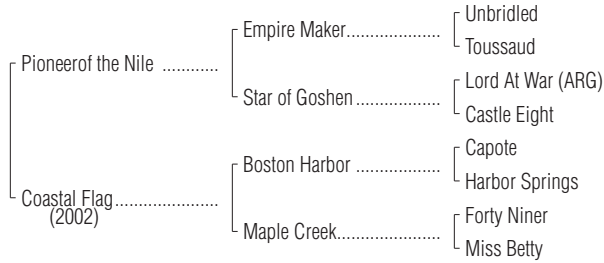 Unbridled
Empire Maker....................
Toussaud
Pioneerof the Nile ............
Lord At War (ARG)
Star of Goshen ..................
Castle Eight
Capote
Boston Harbor ..................
Harbor Springs
Coastal Flag......................
(2002)
Forty Niner
Maple Creek......................
Miss Betty